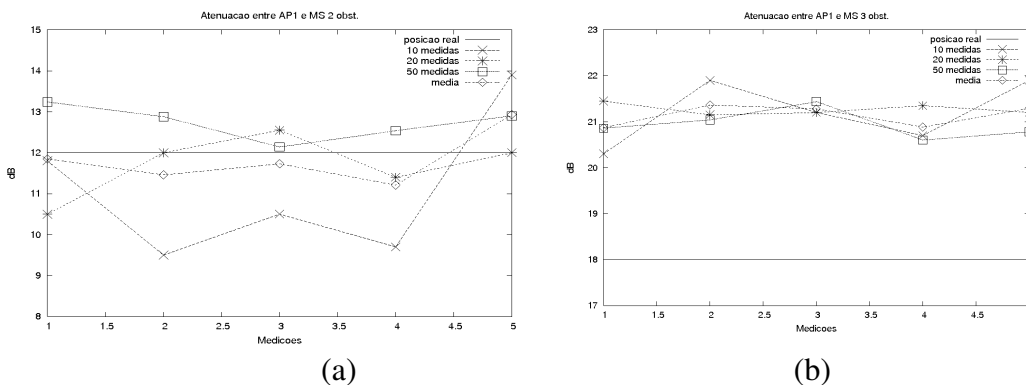 Atenuacao entre AP1 e MS 2 obst.
15
14
13
12
11
10
9
8
dB
posicao real
10 medidas
20 medidas
50 medidas
media
1
1.5
2
2.5
3
3.5
4
4.5
5
Medicoes
(a)
Atenuacao entre AP1 e MS 3 obst.
23
22
21
20
19
18
17
dB
posicao real
10 medidas
20 medidas
50 medidas
media
1
1.5
2
2.5
3
3.5
4
4.5
Medicoes
(b)